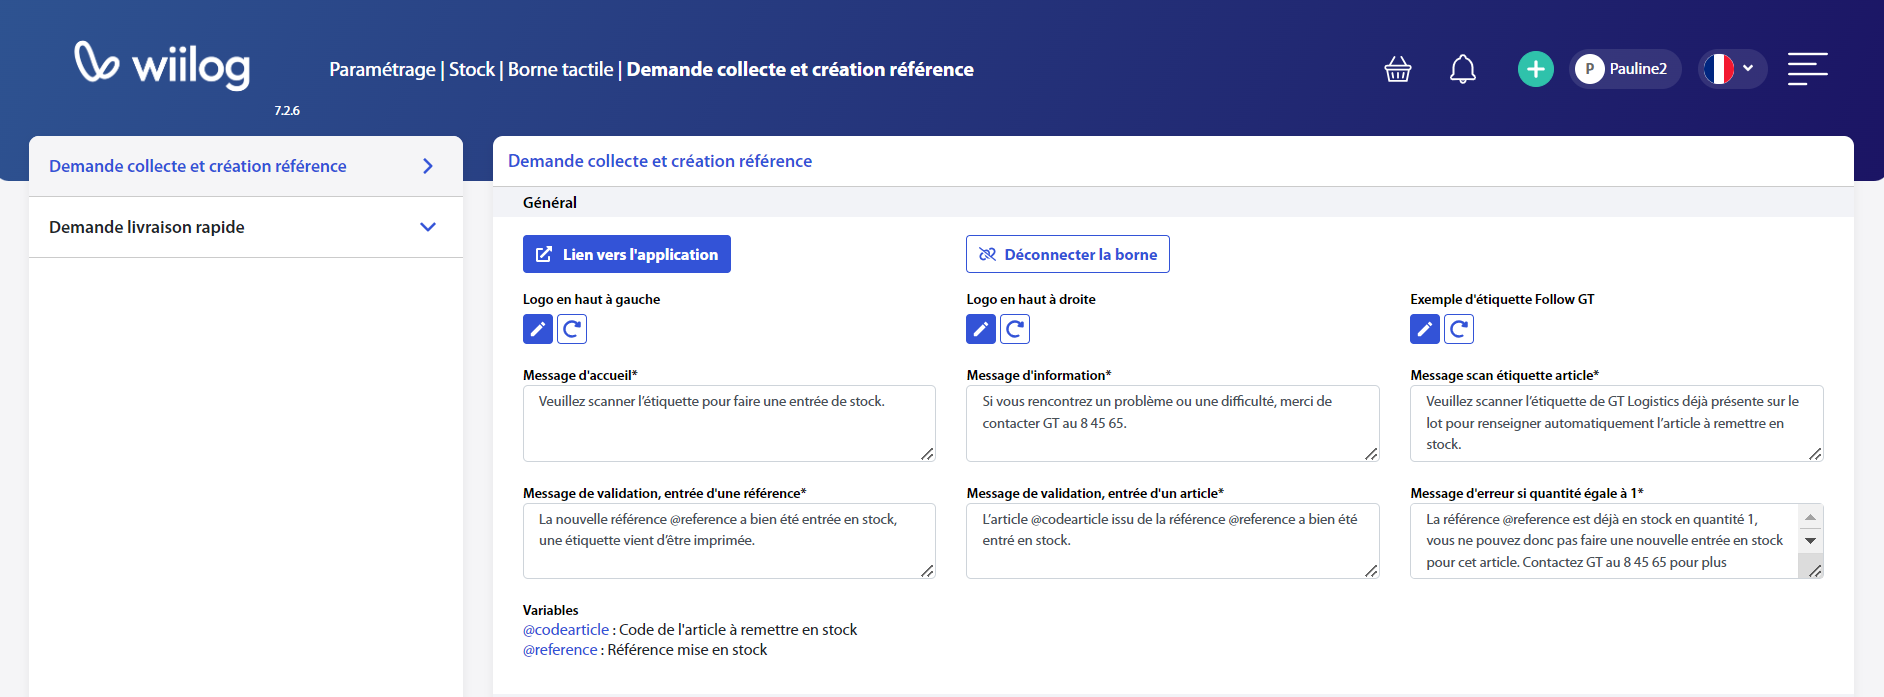 wiilog
7.2.6
Paramétrage | Stock | Borne tactile | Demande collecte et création référence
P
Pauline2
Demande collecte et création référence
Demande livraison rapide
Demande collecte et création référence
Général
Lien vers l'application
Déconnecter la borne
Logo en haut à gauche
Logo en haut à droite
Exemple d'étiquette Follow GT
Message d'accueil*
Veuillez scanner l’étiquette pour faire une entrée de stock.
Message d'information*
Si vous rencontrez un problème ou une difficulté, merci de
contacter GT au 8 45 65.
Message scan étiquette article*
Veuillez scanner l’étiquette de GT Logistics déjà présente sur le
lot pour renseigner automatiquement l’article à remettre en
stock.
Message de validation, entrée d'une référence*
La nouvelle référence @reference a bien été entrée en stock,
une étiquette vient d’être imprimée.
Message de validation, entrée d'un article*
L’article @codearticle issu de la référence @reference a bien été
entré en stock.
Message d'erreur si quantité égale à 1*
La référence @reference est déjà en stock en quantité 1,
vous ne pouvez donc pas faire une nouvelle entrée en stock
pour cet article. Contactez GT au 8 45 65 pour plus
Variables
@codearticle : Code de l'article à remettre en stock
@reference : Référence mise en stock